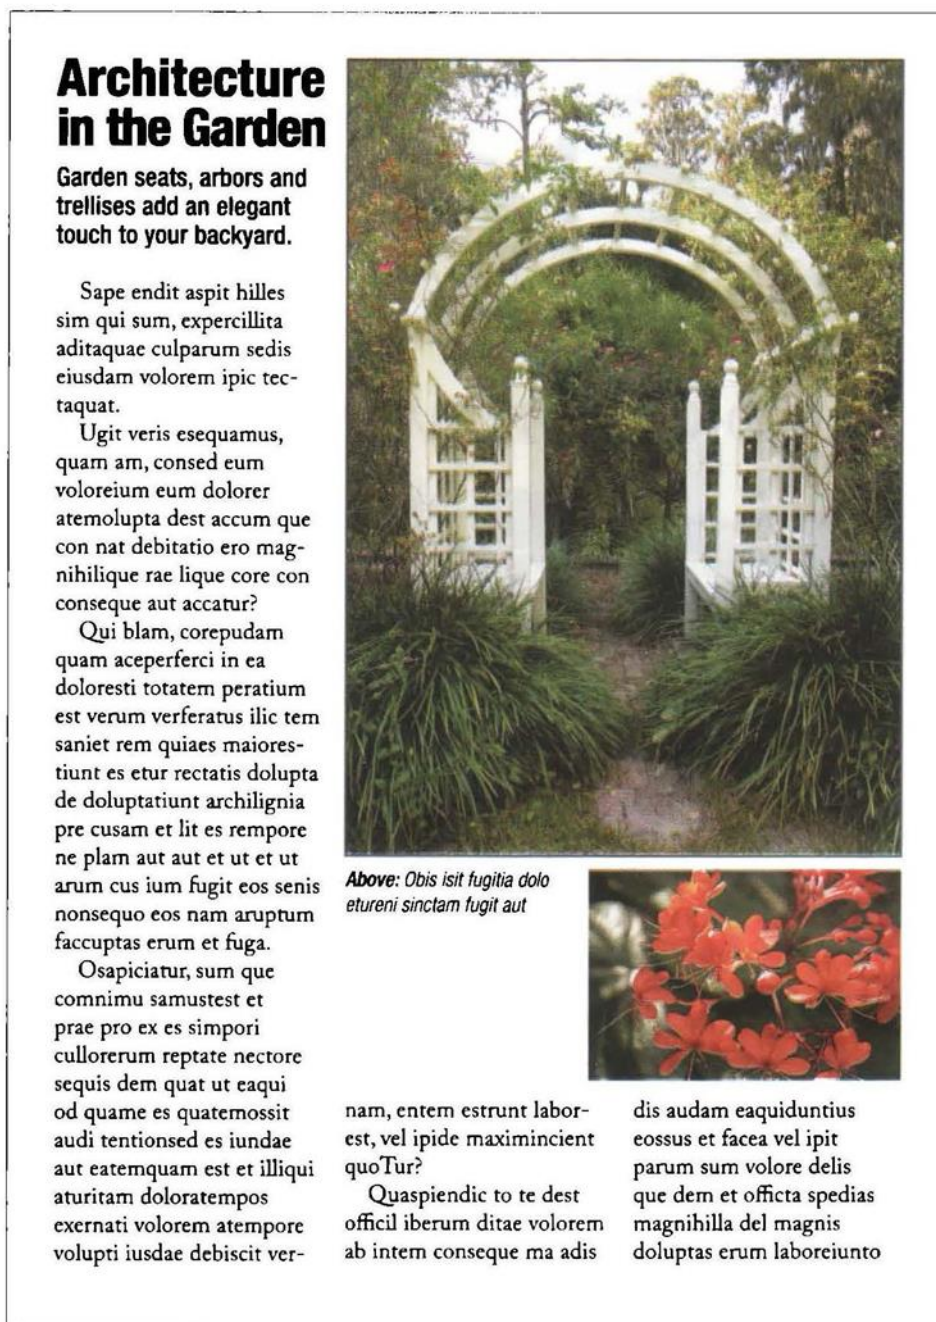 Architecture
in the Garden
Garden seats, arbors and
trellises add an elegant
touch to your backyard.
Sape endit aspit hilles
sim qui sum, expercillita
aditaquae culparum sedis
eiusdam volorem ipic tec-
taquat.
Ugit veris esequamus,
quam am, consed eum
voloreium eum dolorer
atemolupta dest accum que
con nat debitatio ero mag-
nihilique rae lique core con
conseque aut accatur?
Qui blam, corepudam
quam aceperferci in ea
doloresti totatem peratium
est verum verferatus ilic tem
saniet rem quiaes maiores-
tiunt es etur rectatis dolupta
de doluptatiunt archilignia
pre cusam et lit es rempore
ne plam aut aut et ut et ut
arum cus ium fugit eos senis
nonsequo eos nam aruptum
faccuptas erum et fuga.
Osapiciatur, sum que
comnimu samustest et
prae pro ex es simpori
cullorerum reptate nectore
sequis dem quat ut eaqui
od quame es quatemossit
audi tentionsed es iundae
aut eatemquam est et illiqui
aturitam doloratempos
exernati volorem atempore
volupti iusdae debiscit ver-
Above: Obis isit fugitia dolo
etureni sinctam fugit aut
nam, entem estrunt labor-
est, vel ipide maximincient
quoTur?
Quaspiendic to te dest
officil iberum ditae volorem
ab intem conseque ma adis
dis audam eaquiduntius
eossus et facea vel ipit
parum sum volore delis
que dem et officta spedias
magnihilla del magnis
doluptas erum laboreiunto